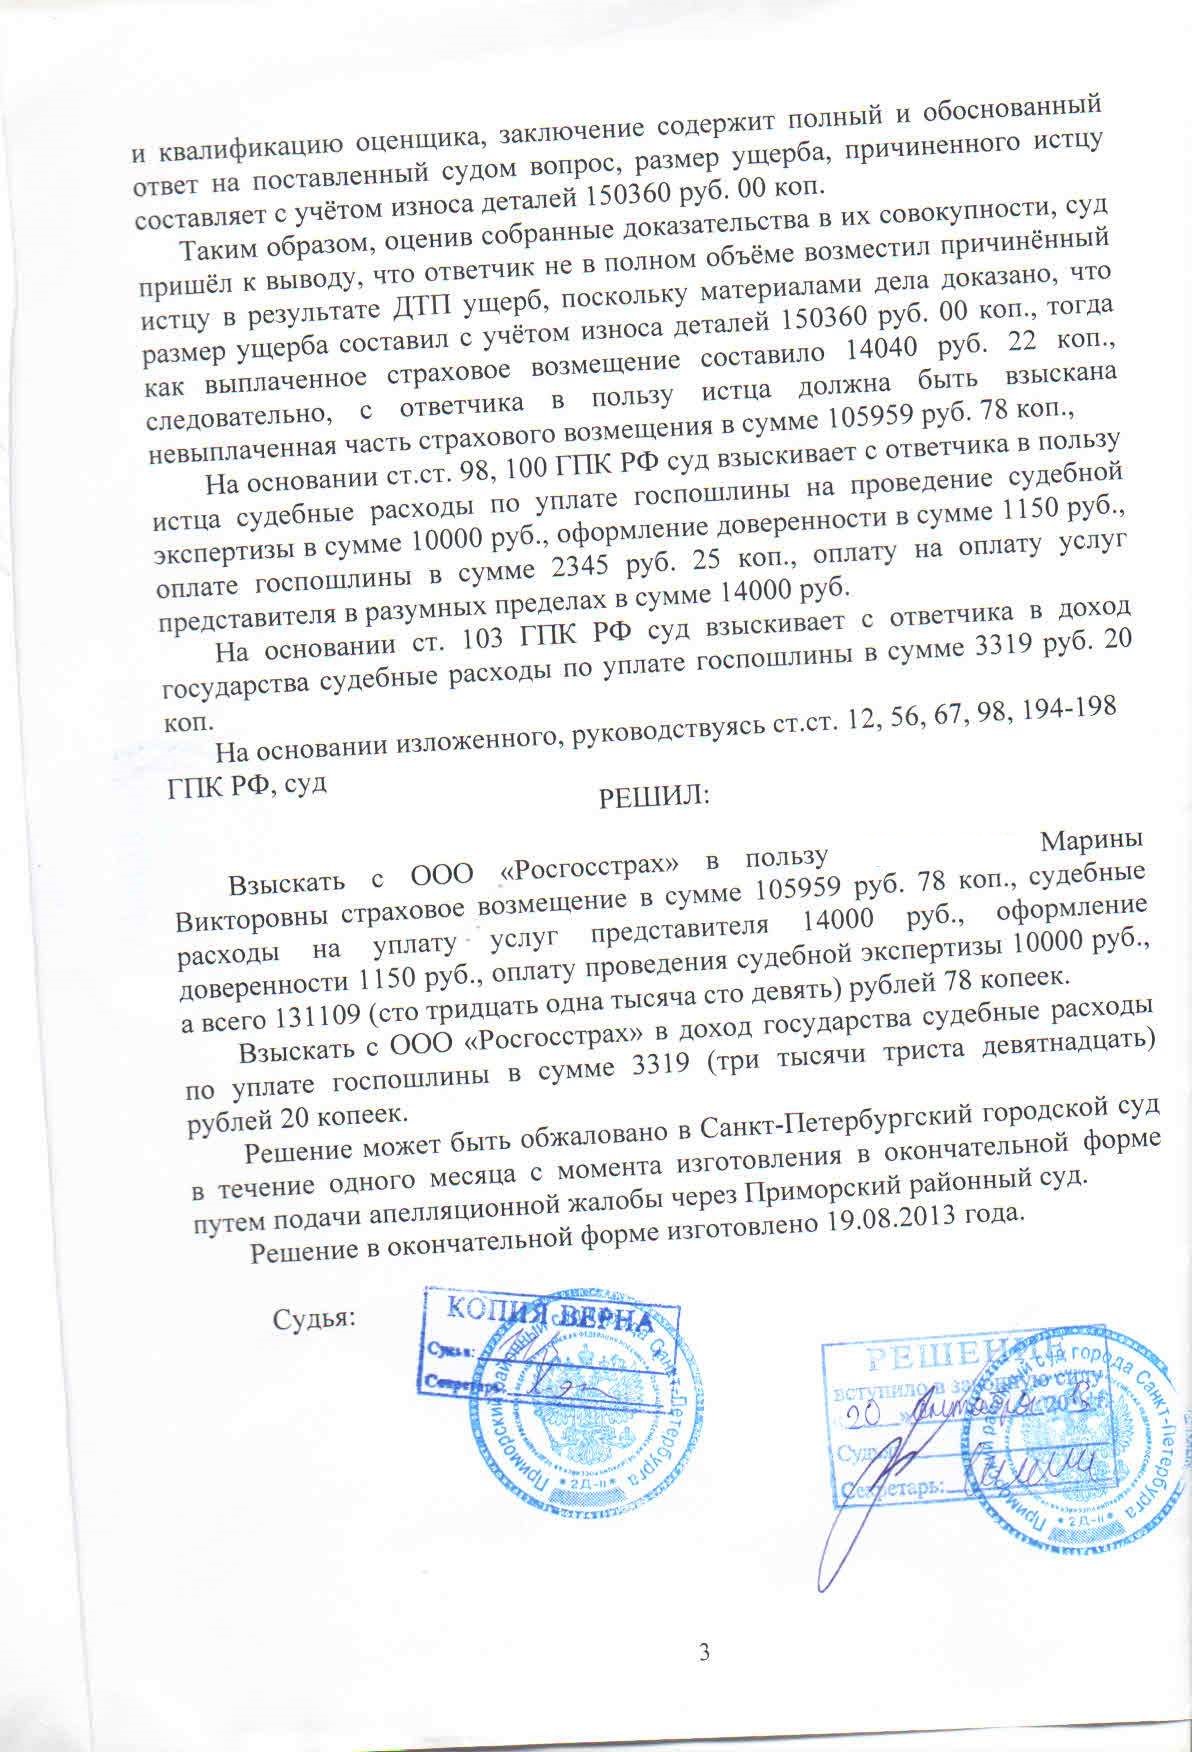 и квалификацию оценщика, заключение содержит полный и обоснованный
ответ на поставленный судом вопрос, размер ущерба, причиненного истцу
составляет с учётом износа деталей 150360 руб. 00 коп.
Таким образом, оценив собранные доказательства в их совокупности, суд
пришёл к выводу, что ответчик не в полном объёме возместил причинённый
истцу в результате ДТП ущерб, поскольку материалами дела доказано, что
размер ущерба составил с учётом износа деталей 150360 руб. 00 коп., тогда
как выплаченное страховое возмещение составило 14040 руб. 22 коп.,
следовательно, с ответчика в пользу истца должна быть взыскана
невыплаченная часть страхового возмещения в сумме 105959 руб. 78 коп.,
На основании ст.ст. 98, 100 ГПК РФ суд взыскивает с ответчика в пользу
истца судебные расходы по уплате госпошлины на проведение судебной
экспертизы в сумме 10000 руб., оформление доверенности в сумме 1150 руб.,
оплате госпошлины в сумме 2345 руб. 25 коп., оплату на оплату услуг
представителя в разумных пределах в сумме 14000 руб.
На основании ст. 103 ГПК РФ суд взыскивает с ответчика в доход
государства судебные расходы по уплате госпошлины в сумме 3319 руб. 20
коп.
На основании изложенного, руководствуясь ст.ст. 12, 56, 67, 98, 194-198
ГПК РФ, суд
РЕШИЛ:
Взыскать с ООО «Росгосстрах» в пользу Марины
Викторовны страховое возмещение в сумме 105959 руб. 78 коп., судебные
расходы на уплату услуг представителя 14000 руб., оформление
доверенности 1150 руб., оплату проведения судебной экспертизы 10000 руб.,
а всего 131109 (сто тридцать одна тысяча сто девять) рублей 78 копеек.
Взыскать с ООО «Росгосстрах» в доход государства судебные расходы
по уплате госпошлины в сумме 3319 (три тысячи триста девятнадцать)
рублей 20 копеек.
Решение может быть обжаловано в Санкт-Петербургский городской суд
в течение одного месяца с момента изготовления в окончательной форме
путем подачи апелляционной жалобы через Приморский районный суд.
Решение в окончательной форме изготовлено 19.08.2013 года.
Судья:
КОПИЯ ВЕРНА
Судья:
Секретарь:
Приморский районный суд города Санкт-Петербурга
* 2Д-II *
РЕШЕНИЕ
вступило в законную силу
20
Судья
Секретарь:
Приморский районный суд города Санкт-Петербурга
* 2Д-II *
3